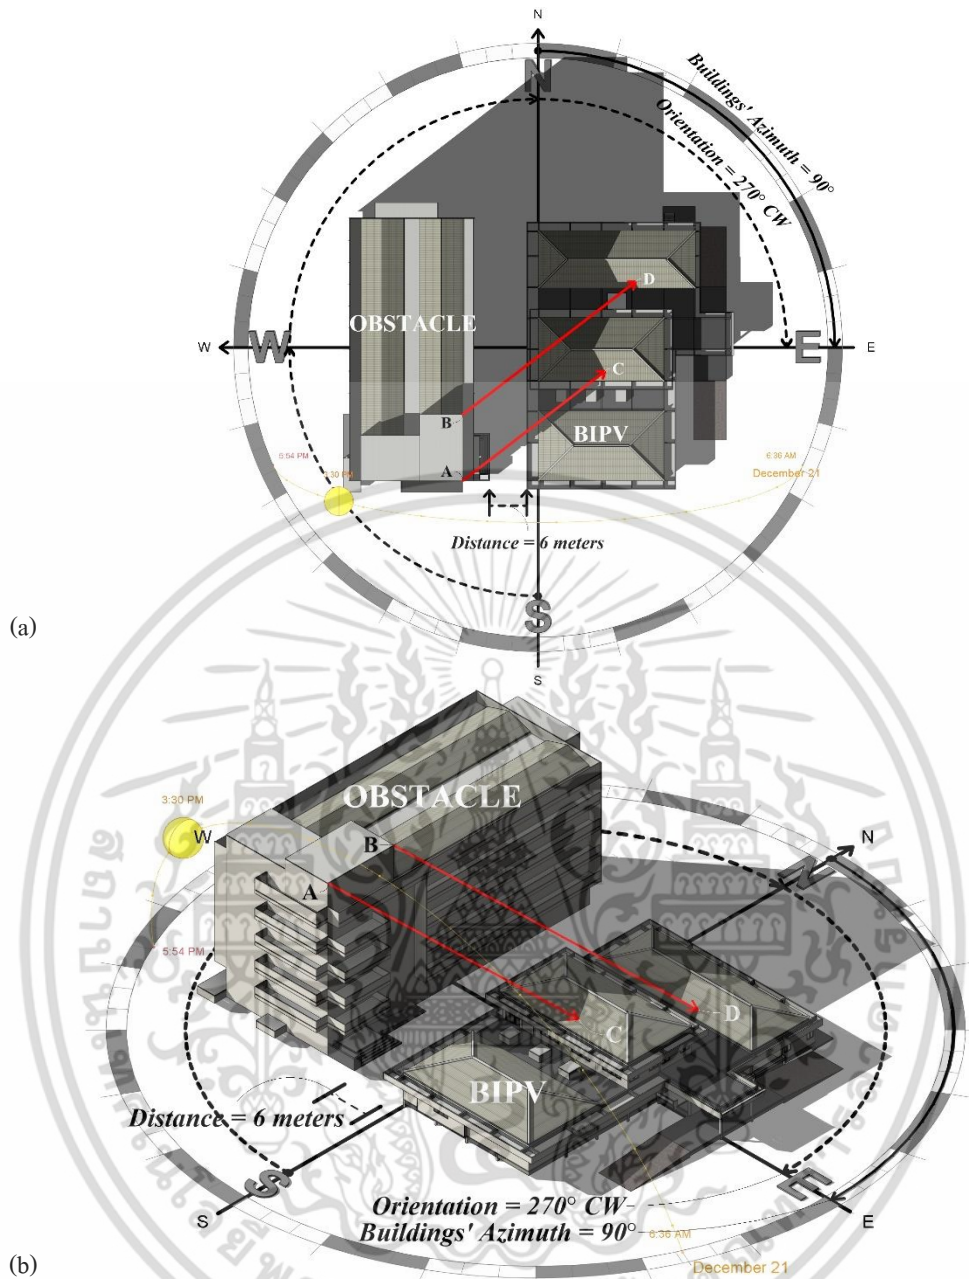 N
N
Buildings' Azimuth = 90°
Orientation = 270° CW
D
OBSTACLE
W
W
E
E
C
B
BIPV
A
5:54 PM
3:30 PM
6:36 AM
December 21
Distance = 6 meters
(a)
S
S
3:30 PM
OBSTACLE
W
B
N
N
A
5:54 PM
C
D
BIPV
Distance = 6 meters
S
S
E
E
Orientation = 270° CW
Buildings' Azimuth = 90°
6:36 AM
(b)
December 21